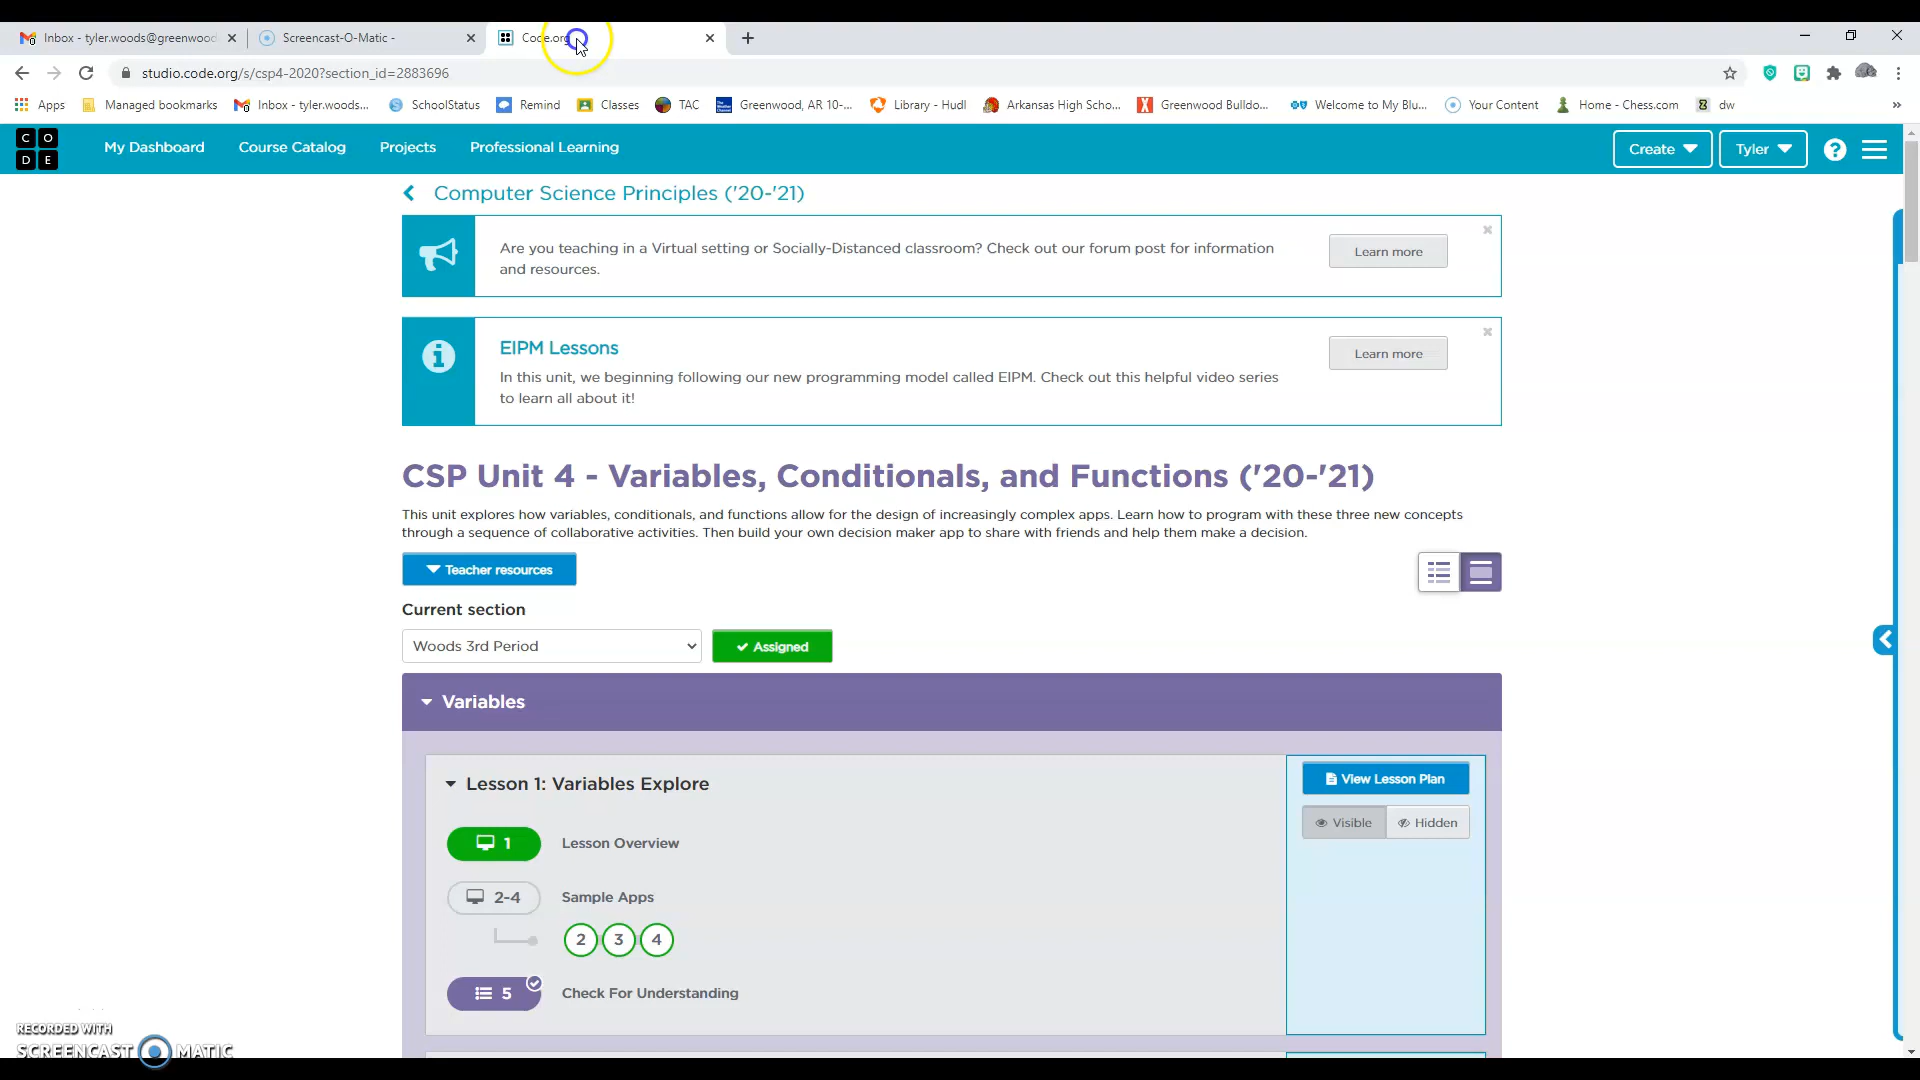 Inbox - tyler.woods@greenwood
Screencast-O-Matic -
Code.org
studio.code.org/s/csp4-2020?section_id=2883696
Apps
Managed bookmarks
Inbox - tyler.woods...
SchoolStatus
Remind
Classes
TAC
Greenwood, AR 10-...
Library - Hudl
Arkansas High Scho...
Greenwood Bulldo...
Welcome to My Blu...
Your Content
Home - Chess.com
dw
»
C O
D E
My Dashboard
Course Catalog
Projects
Professional Learning
Create
Tyler
?
Computer Science Principles ('20-'21)
Are you teaching in a Virtual setting or Socially-Distanced classroom? Check out our forum post for information
and resources.
Learn more
EIPM Lessons
In this unit, we beginning following our new programming model called EIPM. Check out this helpful video series
to learn all about it!
Learn more
CSP Unit 4 - Variables, Conditionals, and Functions ('20-'21)
This unit explores how variables, conditionals, and functions allow for the design of increasingly complex apps. Learn how to program with these three new concepts
through a sequence of collaborative activities. Then build your own decision maker app to share with friends and help them make a decision.
Teacher resources
Current section
Woods 3rd Period
Assigned
Variables
Lesson 1: Variables Explore
View Lesson Plan
Visible
Hidden
1 Lesson Overview
2-4 Sample Apps
2 3 4
5 Check For Understanding
RECORDED WITH
SCREENCAST MATIC